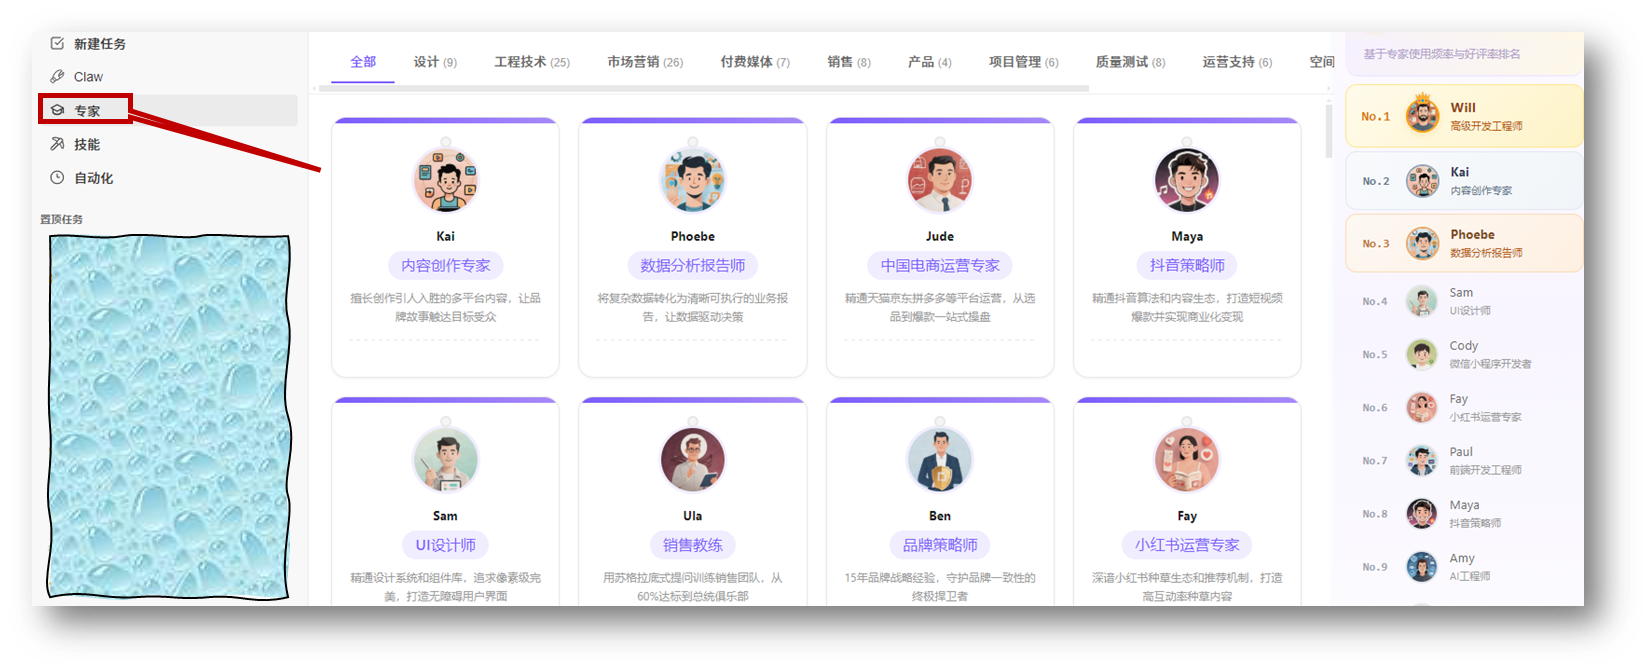 新建任务
Claw
专家
技能
自动化
置顶任务
全部 设计 (9) 工程技术 (25) 市场营销 (26) 付费媒体 (7) 销售 (8) 产品 (4) 项目管理 (6) 质量测试 (8) 运营支持 (6) 空间
Kai
内容创作专家
擅长创作引人入胜的多平台内容，让品
牌故事触达目标受众
Phoebe
数据分析报告师
将复杂数据转化为清晰可执行的业务报
告，让数据驱动决策
Jude
中国电商运营专家
精通天猫京东拼多多等平台运营，从选
品到爆款一站式操盘
Maya
抖音策略师
精通抖音算法和内容生态，打造短视频
爆款并实现商业化变现
Sam
UI设计师
精通设计系统和组件库，追求像素级完
美，打造无障碍用户界面
Ula
销售教练
用苏格拉底式提问训练销售团队，从
60%达标到总统俱乐部
Ben
品牌策略师
15年品牌战略经验，守护品牌一致性的
终极捍卫者
Fay
小红书运营专家
深谙小红书种草生态和推荐机制，打造
高互动率种草内容
基于专家使用频率与好评率排名
No.1 Will
高级开发工程师
No.2 Kai
内容创作专家
No.3 Phoebe
数据分析报告师
No.4 Sam
UI设计师
No.5 Cody
微信小程序开发者
No.6 Fay
小红书运营专家
No.7 Paul
前端开发工程师
No.8 Maya
抖音策略师
No.9 Amy
AI工程师